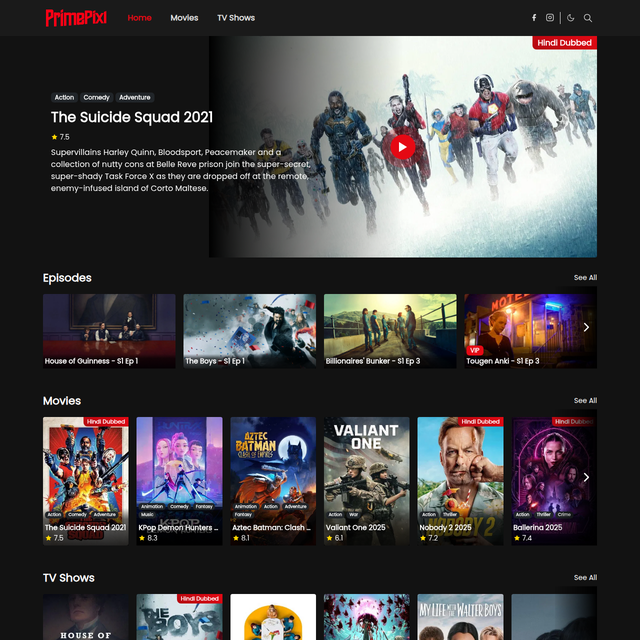 PrimePixl
Home
Movies
TV Shows
Hindi Dubbed
Action
Comedy
Adventure
The Suicide Squad 2021
7.5
Supervillains Harley Quinn, Bloodsport, Peacemaker and a
collection of nutty cons at Belle Reve prison join the super-secret,
super-shady Task Force X as they are dropped off at the remote,
enemy-infused island of Corto Maltese.
Episodes
See All
MOTEL
House of Guinness - S1 Ep 1
The Boys - S1 Ep 1
Billionaires' Bunker - S1 Ep 3
VIP
Tougen Anki - S1 Ep 3
Movies
See All
Hindi Dubbed
Action
Comedy
Adventure
The Suicide Squad 2021
7.5
Animation
Comedy
Fantasy
Music
KPOP
KPop Demon Hunters ...
8.3
AZTEC
BATMAN
CLASH OF EMPIRES
Animation
Action
Adventure
Fantasy
Aztec Batman: Clash ...
8.1
VALIANT
ONE
Action
War
Valiant One 2025
6.1
Hindi Dubbed
Action
Thriller
NOBODY 2
Nobody 2 2025
7.2
Hindi Dubbed
Action
Thriller
Crime
Ballerina 2025
7.4
TV Shows
See All
HOUSE OF
Hindi Dubbed
THE
BOYS
MY LIFE WITH THE WALTER BOYS